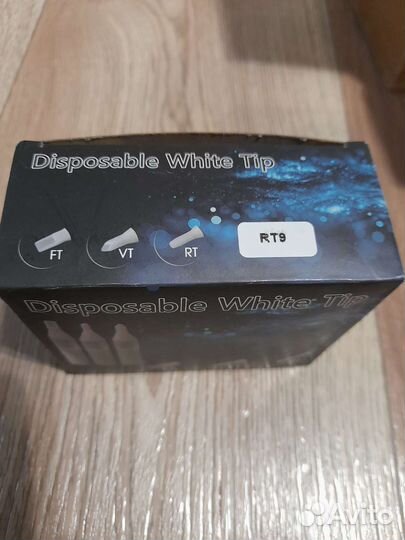 Disposable White Tip
FT VT RT RT9
Disposable White Tip
Avito